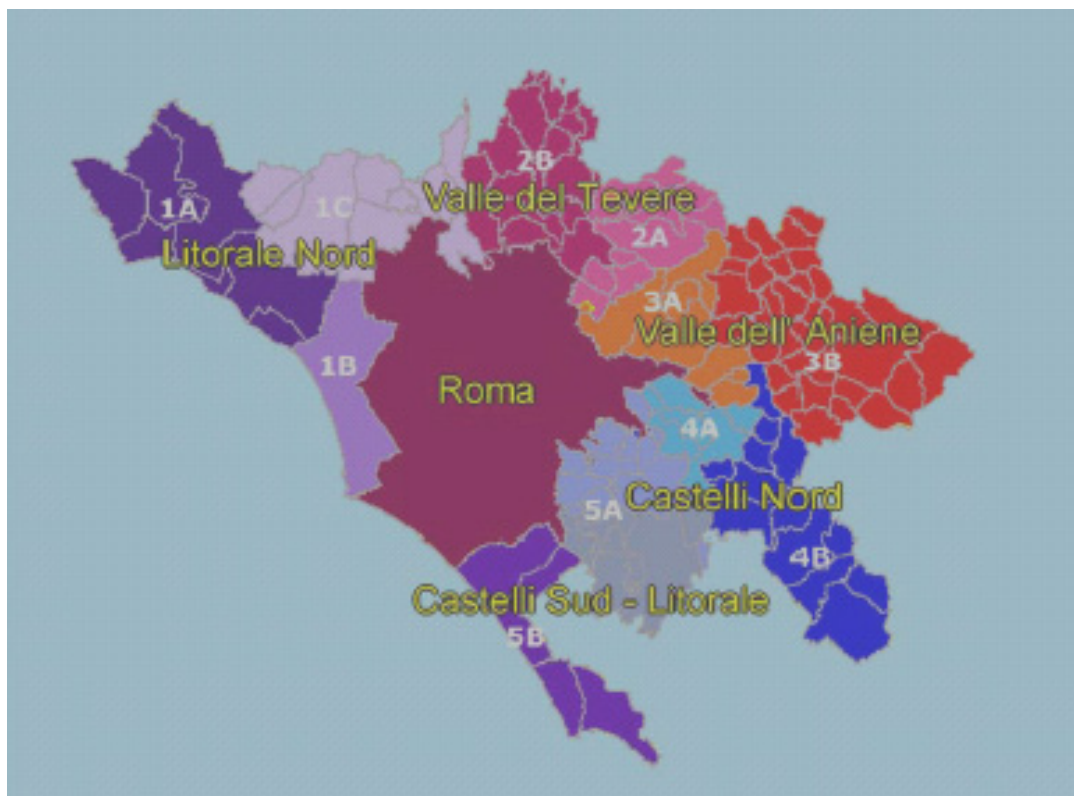 2B
Valle del Tevere
1A
1C
2A
Litorale Nord
3A
Valle dell' Aniene
1B
3B
Roma
4A
Castelli Nord
5A
4B
Castelli Sud - Litorale
5B